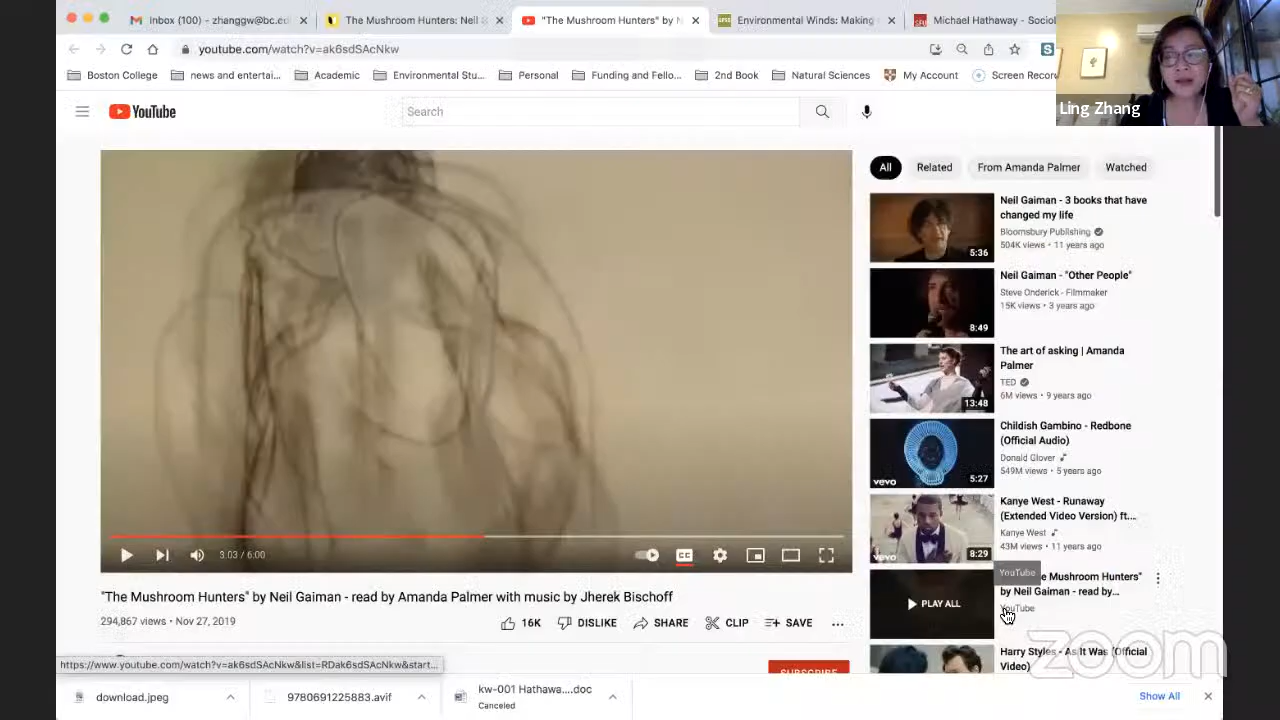 Inbox (100) - zhanggw@bc.ed
The Mushroom Hunters: Neil
"The Mushroom Hunters" by N
Environmental Winds: Making
Michael Hathaway - Sociol
youtube.com/watch?v=ak6sdSAcNkw
Boston College
news and entertai...
Academic
Environmental Stu...
Personal
Funding and Fello...
2nd Book
Natural Sciences
My Account
Screen Recor
Ling Zhang
YouTube
Search
All
Related
From Amanda Palmer
Watched
Neil Gaiman - 3 books that have
changed my life
Bloomsbury Publishing
504K views • 11 years ago
5:36
Neil Gaiman - "Other People"
Steve Onderick - Filmmaker
15K views • 3 years ago
8:49
The art of asking | Amanda
Palmer
TED
6M views • 9 years ago
13:48
Childish Gambino - Redbone
(Official Audio)
Donald Glover
549M views • 5 years ago
vevo
5:27
Kanye West - Runaway
(Extended Video Version) ft....
Kanye West
43M views • 11 years ago
vevo
8:29
YouTube
Mushroom Hunters"
by Neil Gaiman - read by...
YouTube
PLAY ALL
Harry Styles - As It Was (Official
Video)
3:03 / 6:00
CC
"The Mushroom Hunters" by Neil Gaiman - read by Amanda Palmer with music by Jherek Bischoff
294,867 views • Nov 27, 2019
16K
DISLIKE
SHARE
CLIP
SAVE
SUBSCRIBE
zoom
https://www.youtube.com/watch?v=ak6sdSAcNkw&list=RDak6sdSAcNkw&start...
download.jpeg
9780691225883.avif
kw-001 Hathawa....doc
Canceled
Show All